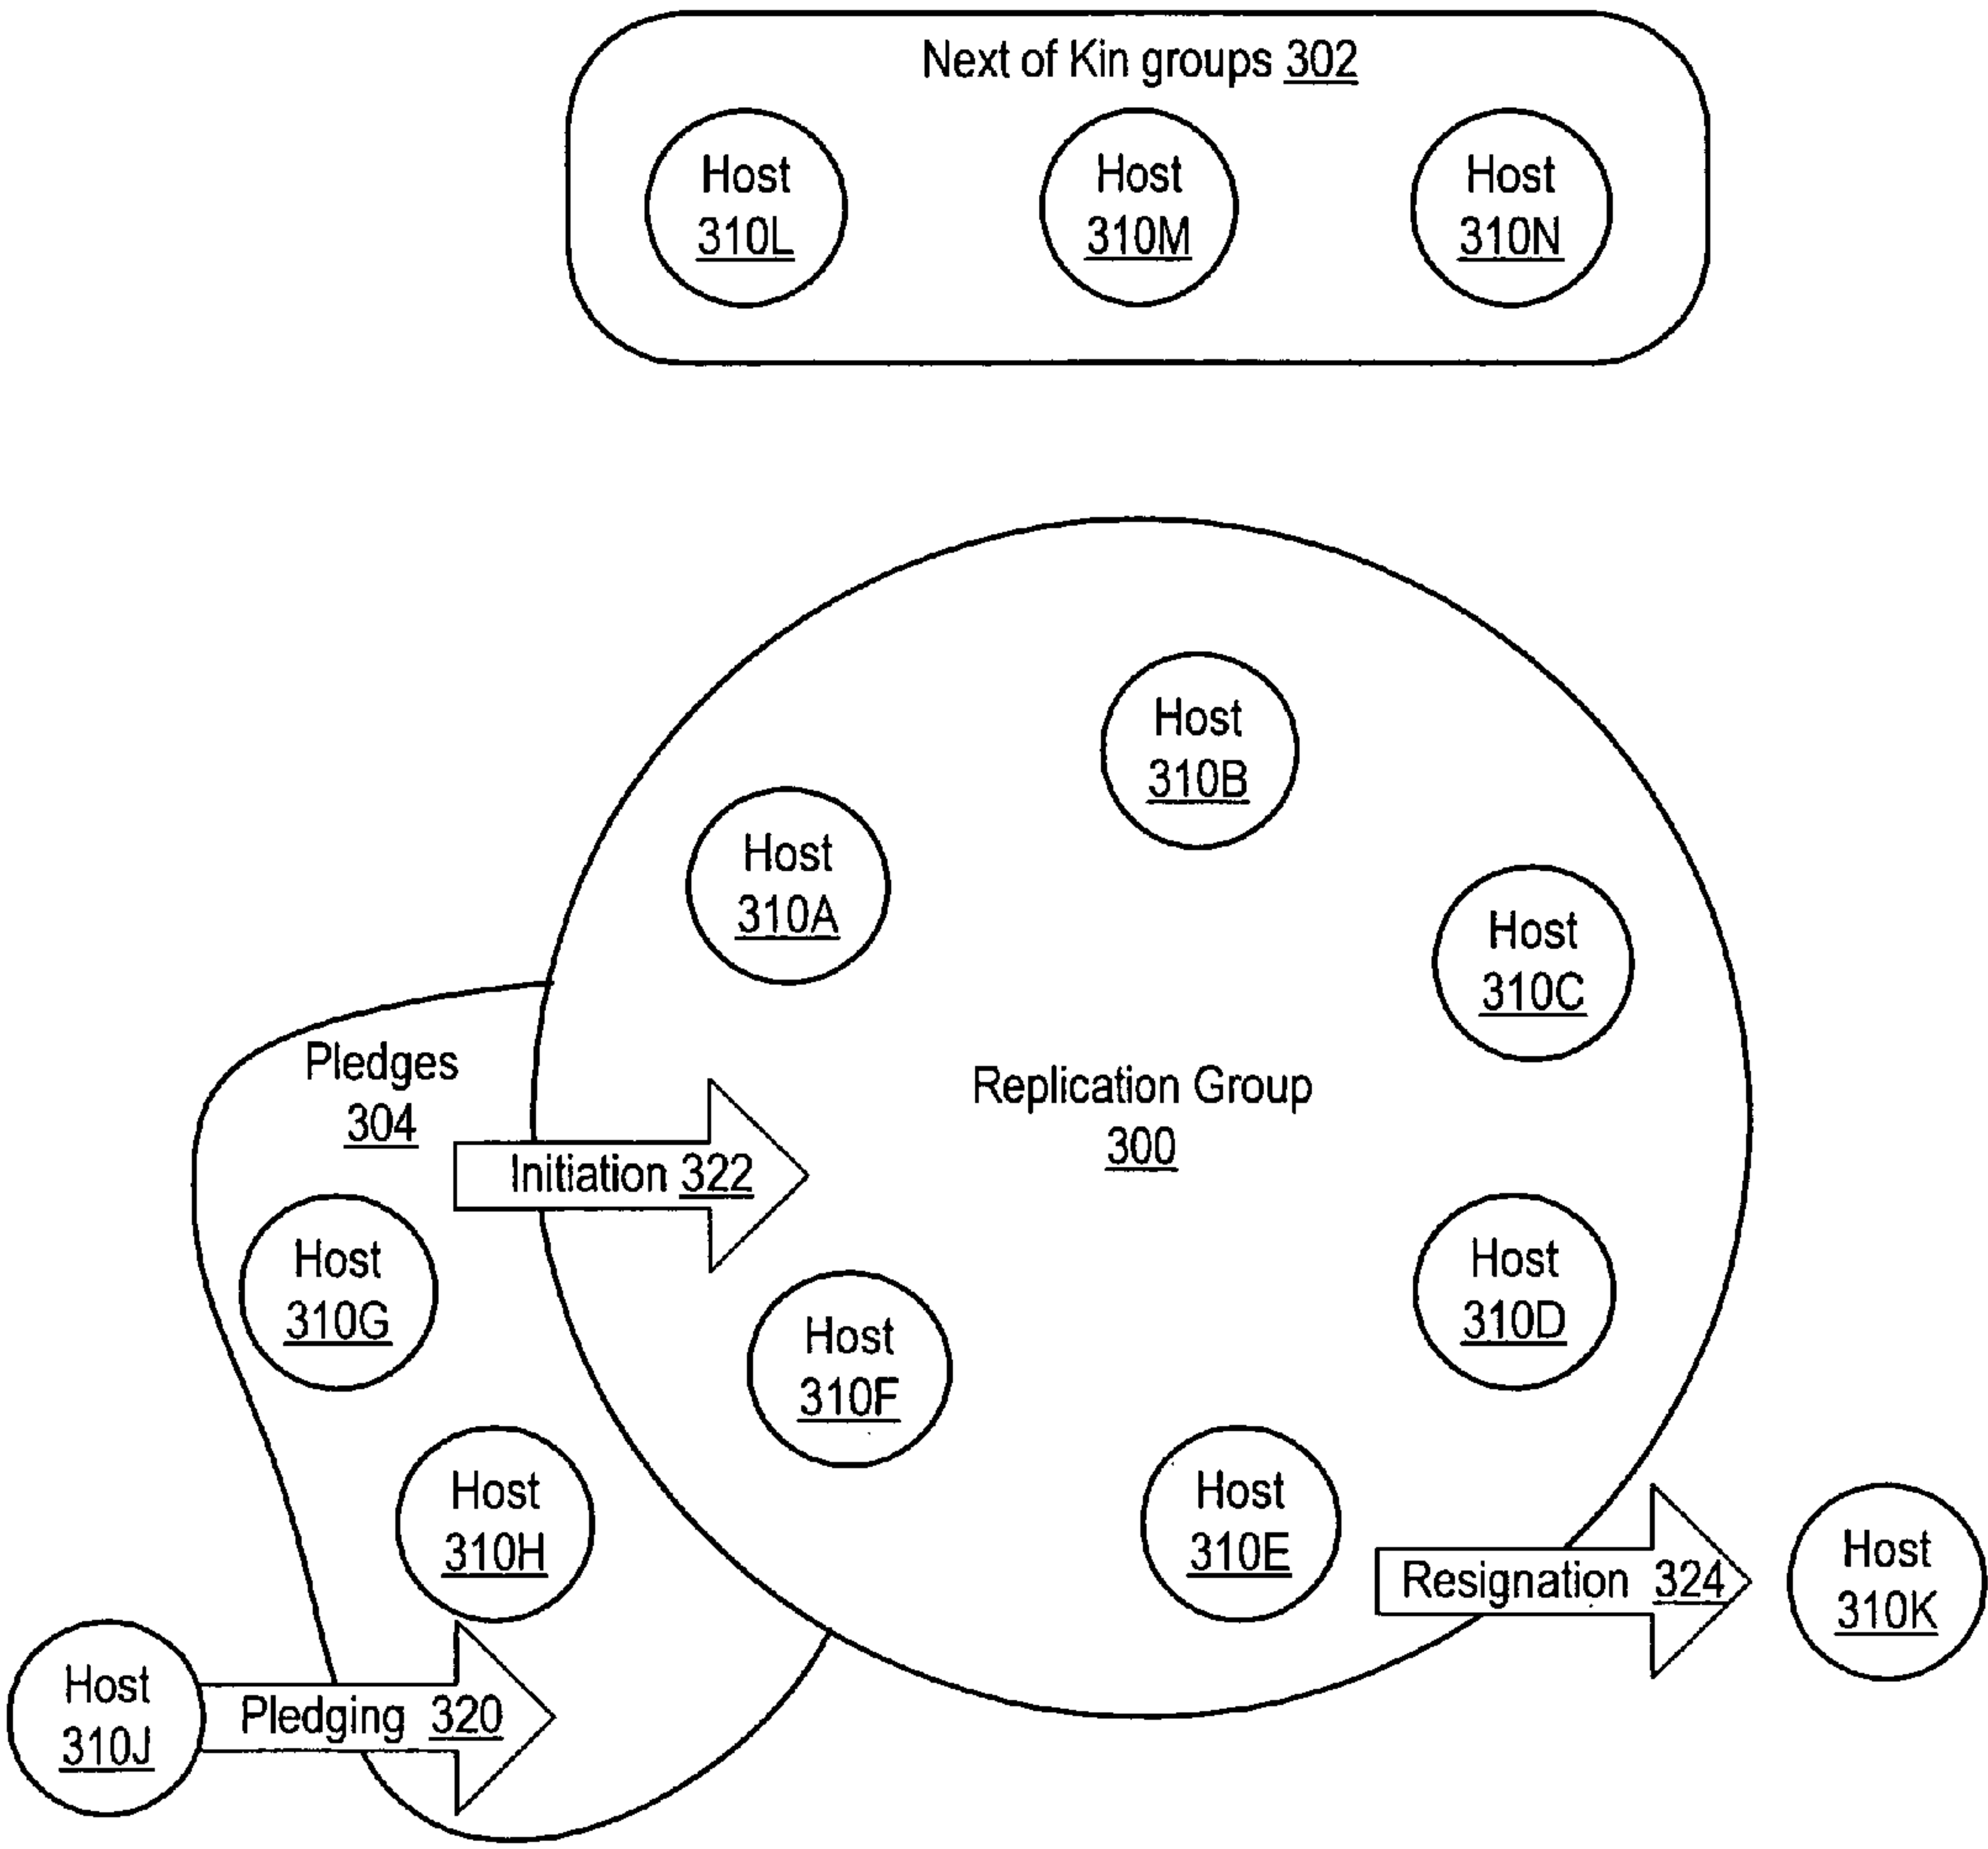 Next of Kin groups 302
Host
310L
Host
310M
Host
310N
Host
310B
Host
310A
Host
310C
Pledges
304
Replication Group
300
Initiation 322
Host
310G
Host
310D
Host
310F
Host
310H
Host
310E
Resignation 324
Host
310K
Host
310J
Pledging 320